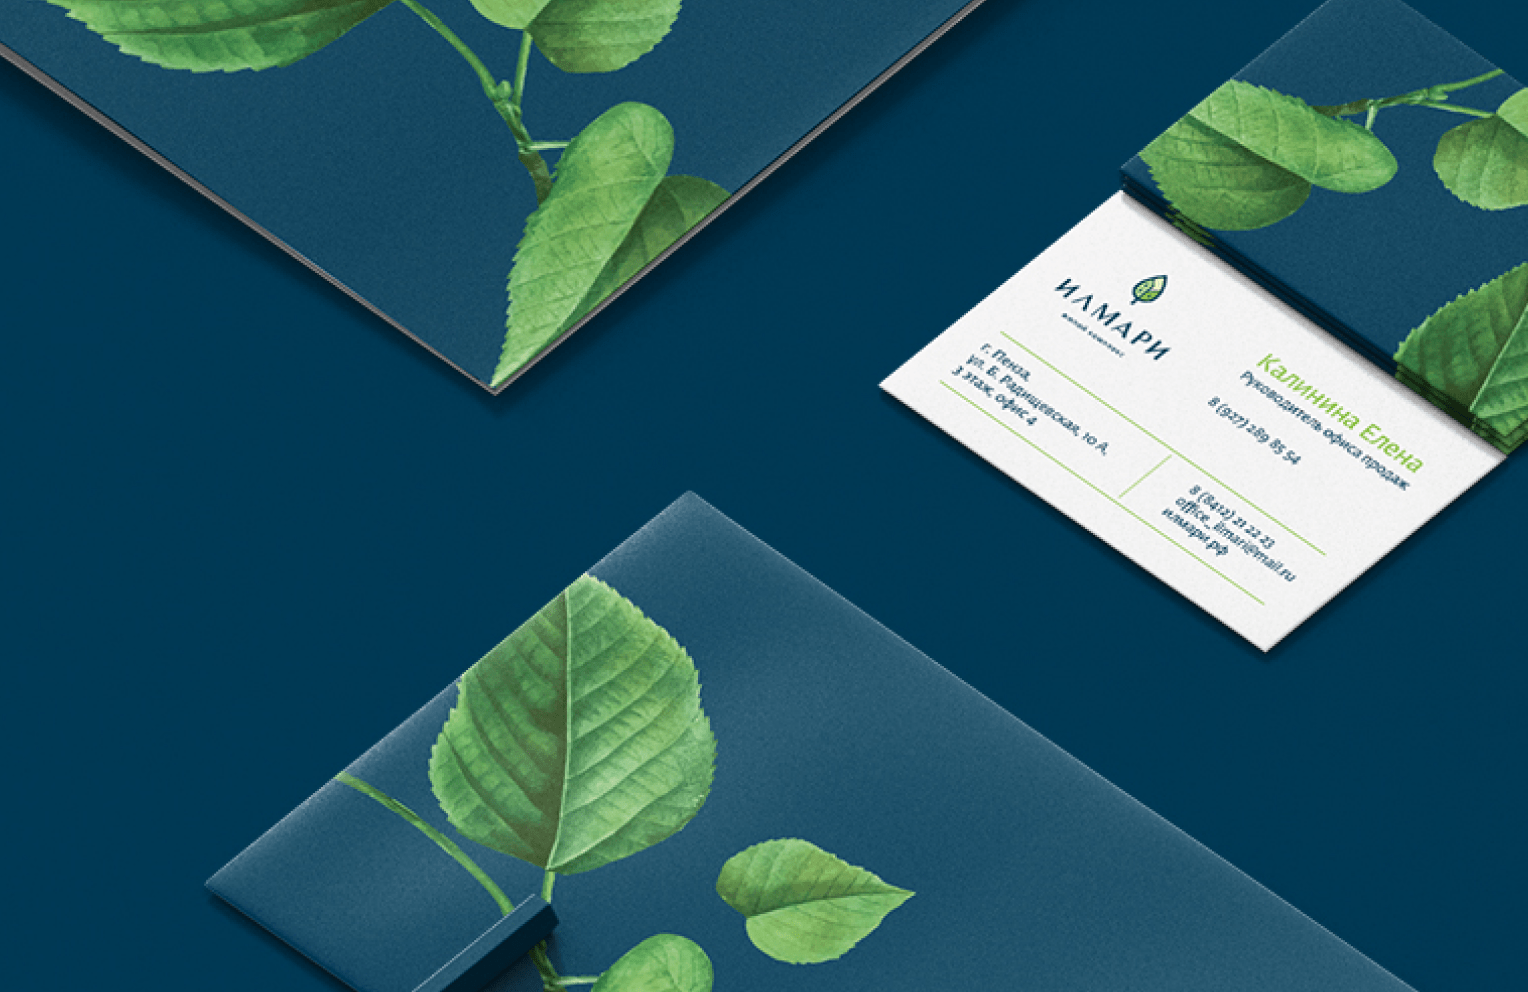 ИЛМАРИ
жилой комплекс
Калинина Елена
Руководитель офиса продаж
8 (927) 289 85 54
г. Пенза,
ул. Б. Радищевская, 10 А,
3 этаж, офис 4
8 (8412) 21 22 23
office_ilmari@mail.ru
илмари.рф